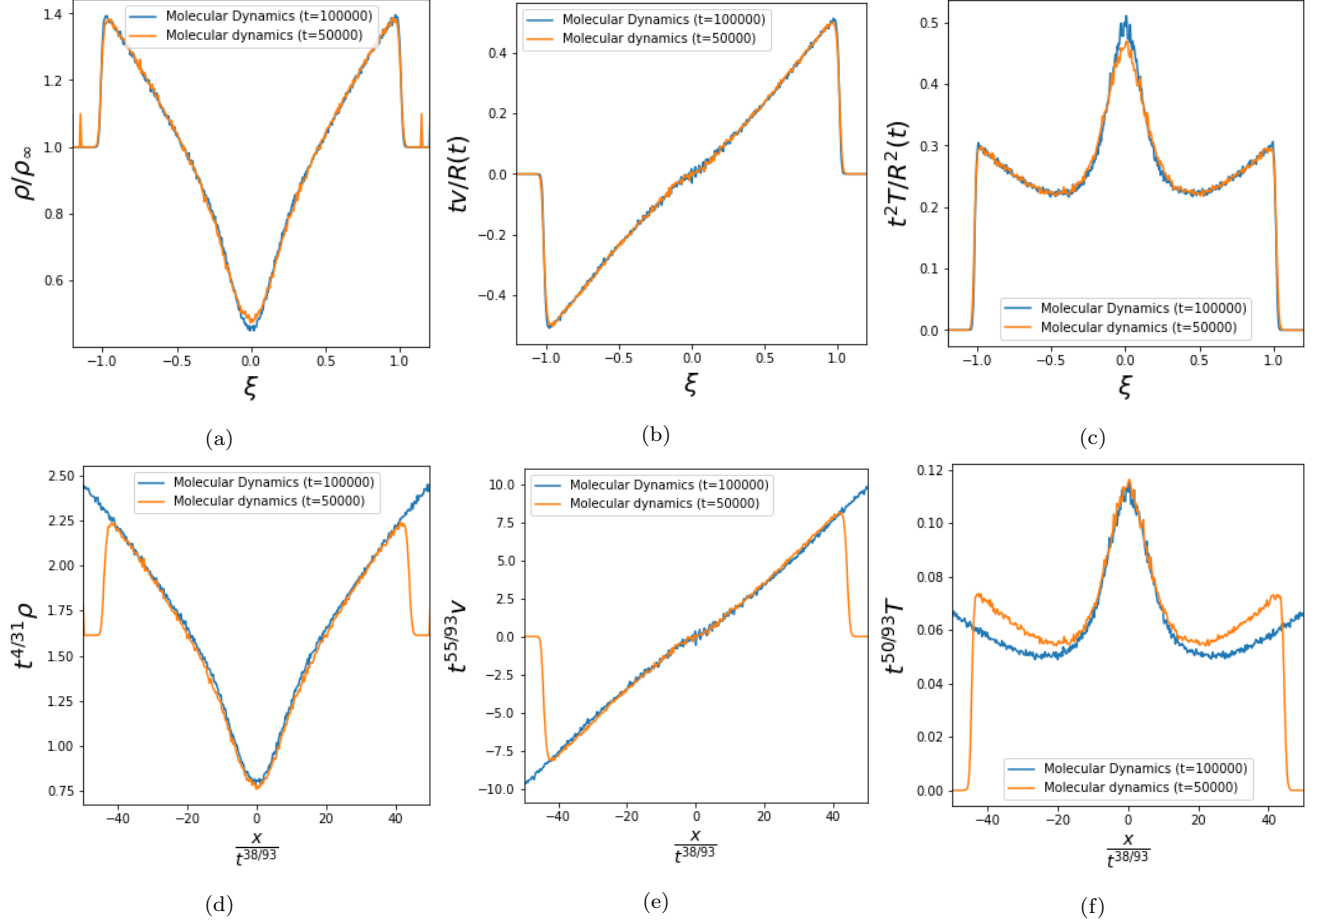 1.4
1.2
1.0
0.8
0.6
ρ/ρ∞
Molecular Dynamics (t=100000)
Molecular dynamics (t=50000)
−1.0 −0.5 0.0 0.5 1.0
ξ
(a)
0.4
0.2
0.0
−0.2
−0.4
tv/R(t)
Molecular Dynamics (t=100000)
Molecular dynamics (t=50000)
−1.0 −0.5 0.0 0.5 1.0
ξ
(b)
0.5
0.4
0.3
0.2
0.1
0.0
t²T/R²(t)
Molecular Dynamics (t=100000)
Molecular dynamics (t=50000)
−1.0 −0.5 0.0 0.5 1.0
ξ
(c)
2.50
2.25
2.00
1.75
1.50
1.25
1.00
0.75
t^{4/31}ρ
Molecular Dynamics (t=100000)
Molecular dynamics (t=50000)
−40 −20 0 20 40
x
t^{38/93}
(d)
10.0
7.5
5.0
2.5
0.0
−2.5
−5.0
−7.5
−10.0
t^{55/93}v
Molecular Dynamics (t=100000)
Molecular dynamics (t=50000)
−40 −20 0 20 40
x
t^{38/93}
(e)
0.12
0.10
0.08
0.06
0.04
0.02
0.00
t^{50/93}T
Molecular Dynamics (t=100000)
Molecular dynamics (t=50000)
−40 −20 0 20 40
x
t^{38/93}
(f)